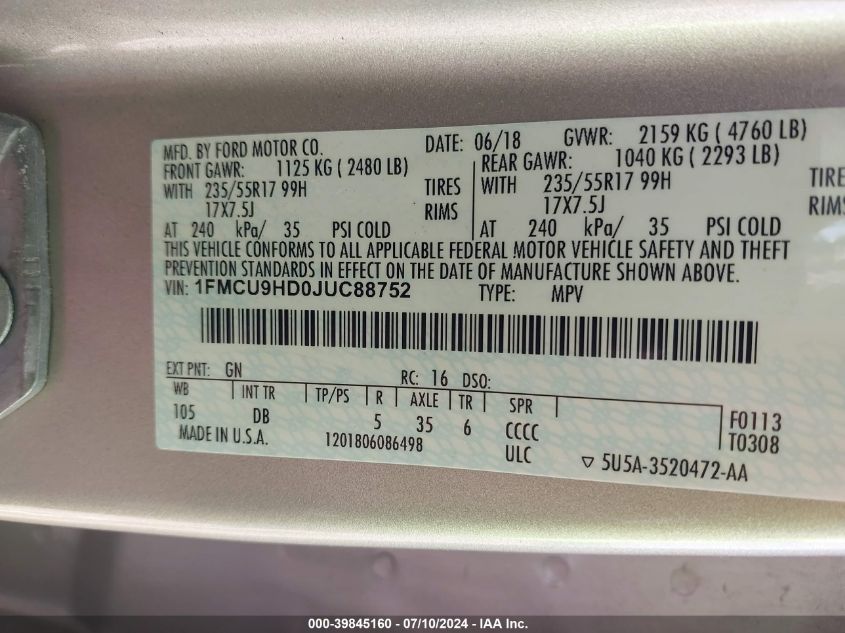 MFD. BY FORD MOTOR CO. DATE: 06/18 GVWR: 2159 KG ( 4760 LB)
FRONT GAWR: 1125 KG ( 2480 LB) REAR GAWR: 1040 KG ( 2293 LB)
WITH 235/55R17 99H TIRES WITH 235/55R17 99H TIRE
17X7.5J RIMS 17X7.5J RIMS
AT 240 kPa/ 35 PSI COLD AT 240 kPa/ 35 PSI COLD
THIS VEHICLE CONFORMS TO ALL APPLICABLE FEDERAL MOTOR VEHICLE SAFETY AND THEFT
PREVENTION STANDARDS IN EFFECT ON THE DATE OF MANUFACTURE SHOWN ABOVE.
VIN: 1FMCU9HD0JUC88752 TYPE: MPV
EXT PNT: GN RC: 16 DSO:
WB INT TR TP/PS R AXLE TR SPR
105 DB 5 35 6 CCCC F0113
MADE IN U.S.A. 1201806086498 ULC T0308
5U5A-3520472-AA
000-39845160 - 07/10/2024 - IAA Inc.